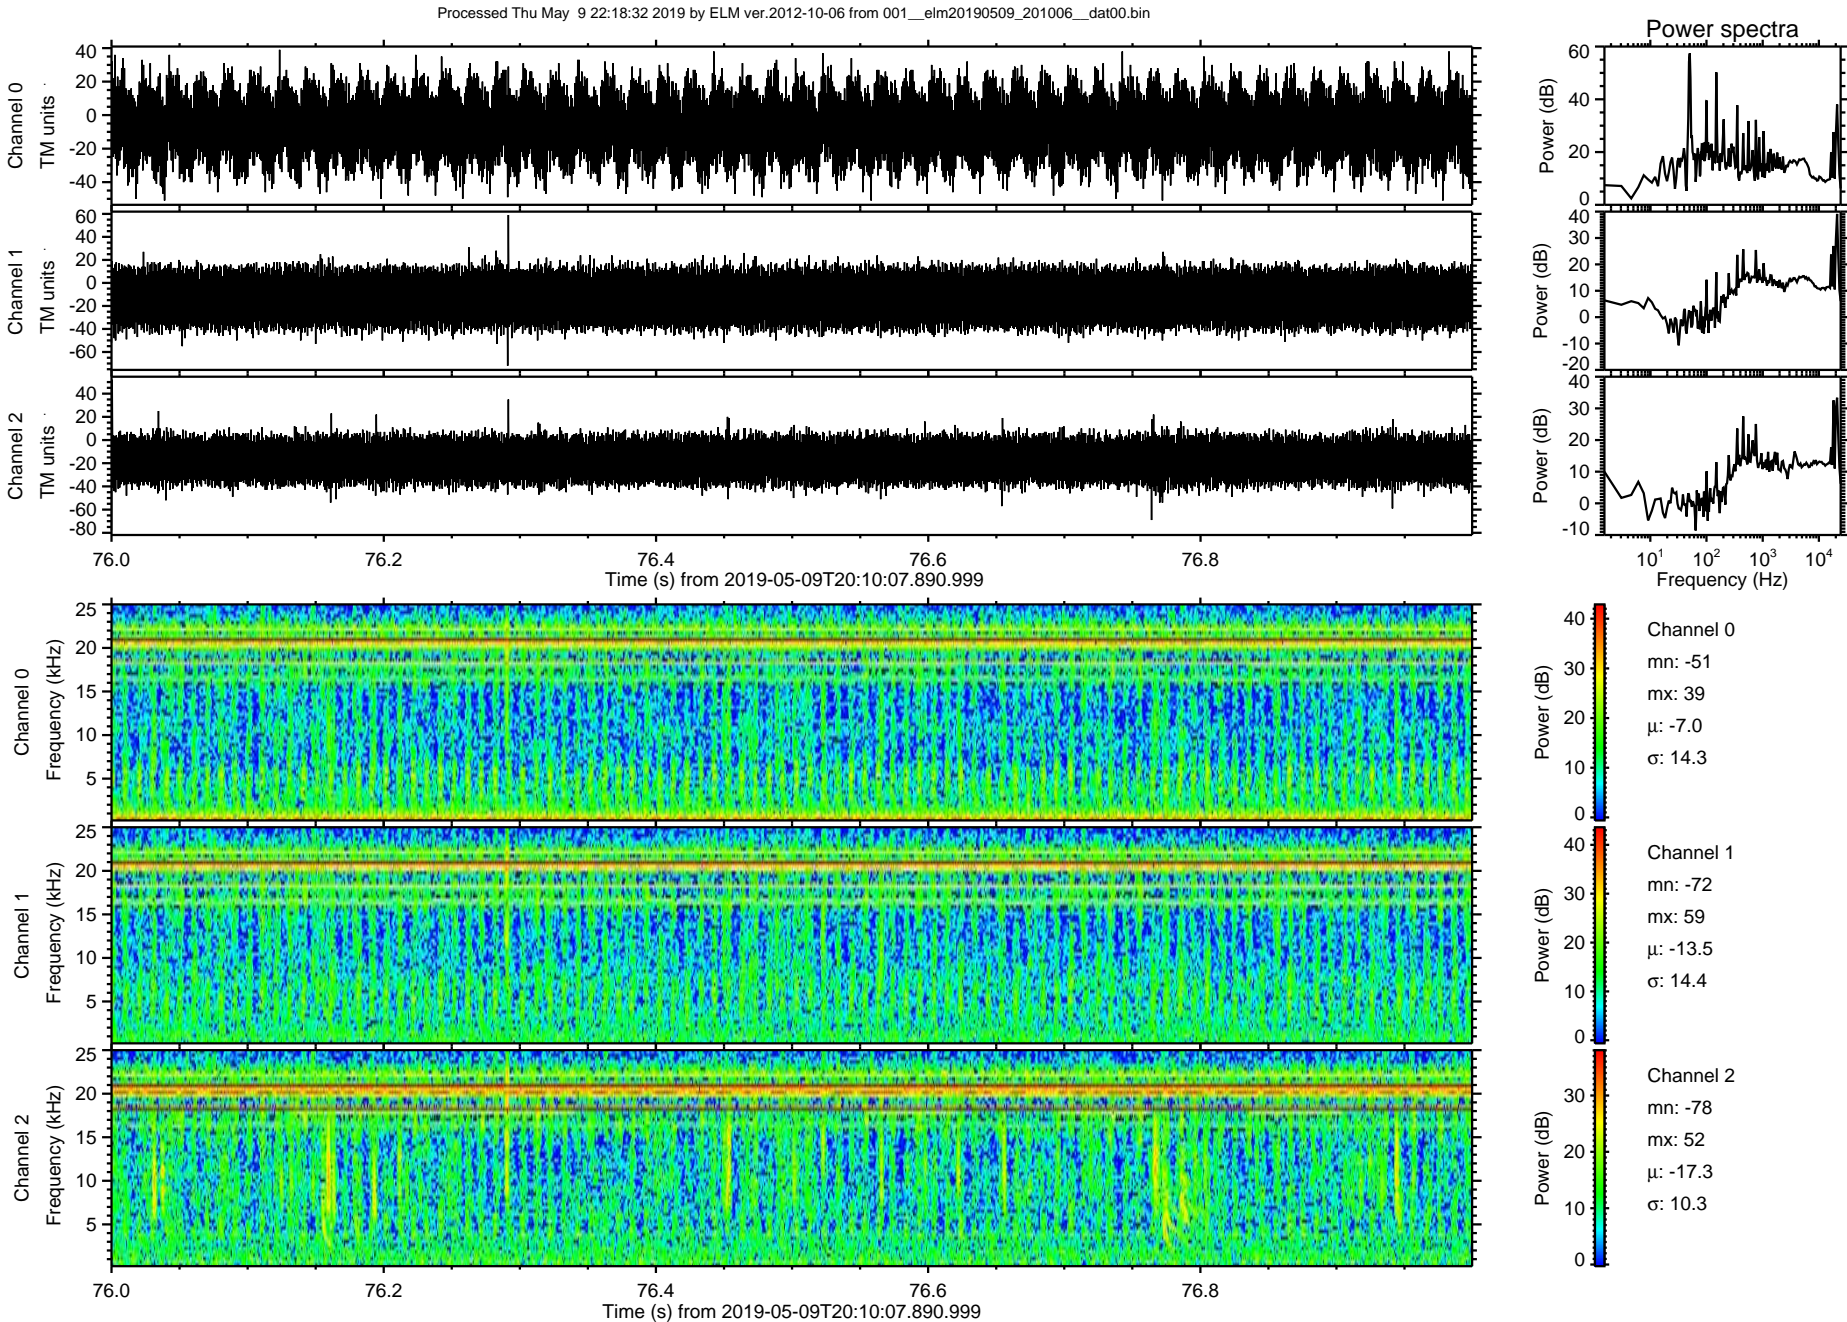 Processed Thu May  9 22:18:32 2019 by ELM ver.2012-10-06 from 001__elm20190509_201006__dat00.bin
Power spectra
Channel 0
TM units
40
20
0
-20
-40
Power (dB)
60
40
20
0
Channel 1
TM units
60
40
20
0
-20
-40
-60
Power (dB)
40
30
20
10
0
-10
-20
Channel 2
TM units
40
20
0
-20
-40
-60
-80
Power (dB)
40
30
20
10
0
-10
76.0 76.2 76.4 76.6 76.8
Time (s) from 2019-05-09T20:10:07.890.999
10¹ 10² 10³ 10⁴
Frequency (Hz)
Channel 0
Frequency (kHz)
25
20
15
10
5
Power (dB)
40
30
20
10
0
Channel 0
mn: -51
mx: 39
μ: -7.0
σ: 14.3
Channel 1
Frequency (kHz)
25
20
15
10
5
Power (dB)
40
30
20
10
0
Channel 1
mn: -72
mx: 59
μ: -13.5
σ: 14.4
Channel 2
Frequency (kHz)
25
20
15
10
5
Power (dB)
30
20
10
0
Channel 2
mn: -78
mx: 52
μ: -17.3
σ: 10.3
76.0 76.2 76.4 76.6 76.8
Time (s) from 2019-05-09T20:10:07.890.999